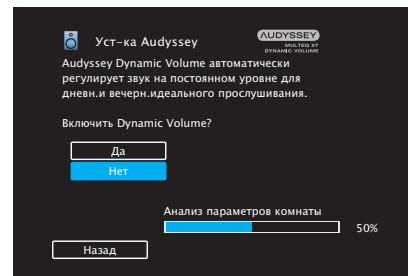 Уст-ка Audyssey
AUDYSSEY
MULTEQ XT
DYNAMIC VOLUME
Audyssey Dynamic Volume автоматически
регулирует звук на постоянном уровне для
дневн.и вечерн.идеального прослушивания.
Включить Dynamic Volume?
Да
Нет
Анализ параметров комнаты
50%
Назад